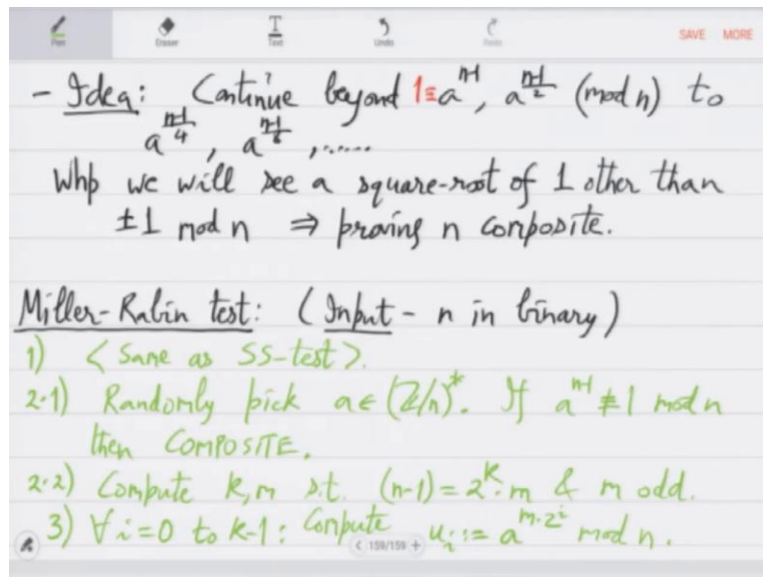 Pen Eraser Text Undo Redo SAVE MORE
- Idea: Continue beyond 1≡a^{n-1}, a^{\frac{n-1}{2}} (mod n) to
a^{\frac{n-1}{4}}, a^{\frac{n-1}{8}}, ......
Whp we will see a square-root of 1 other than
±1 mod n ⇒ proving n composite.
Miller-Rabin test: (Input - n in binary)
1) <Same as SS-test>.
2.1) Randomly pick a∈(ℤ/n)^*. If a^{n-1} ≢ 1 mod n
then COMPOSITE.
2.2) Compute k,m s.t. (n-1)=2^k·m & m odd.
3) ∀i=0 to k-1: Compute u_i := a^{m·2^i} mod n.
< 159/159 +